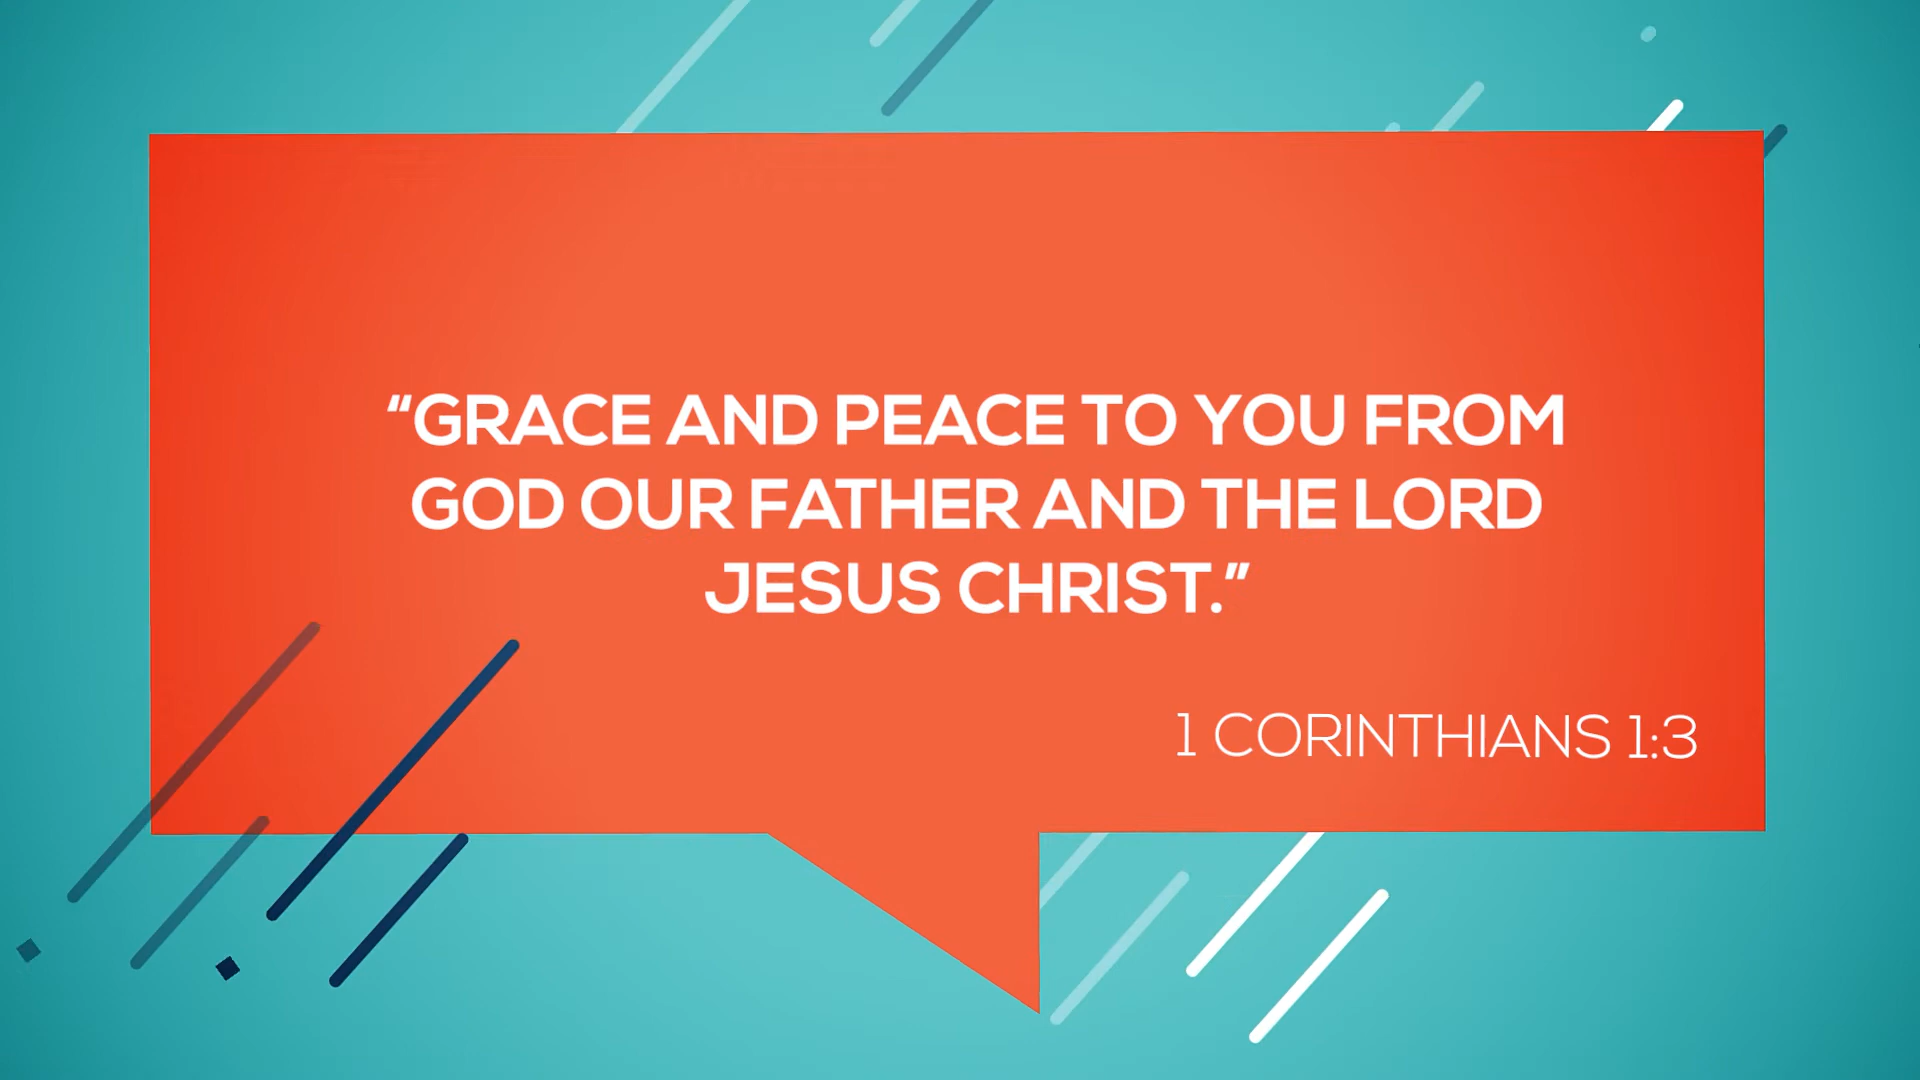 “GRACE AND PEACE TO YOU FROM
GOD OUR FATHER AND THE LORD
JESUS CHRIST.”
1 CORINTHIANS 1:3